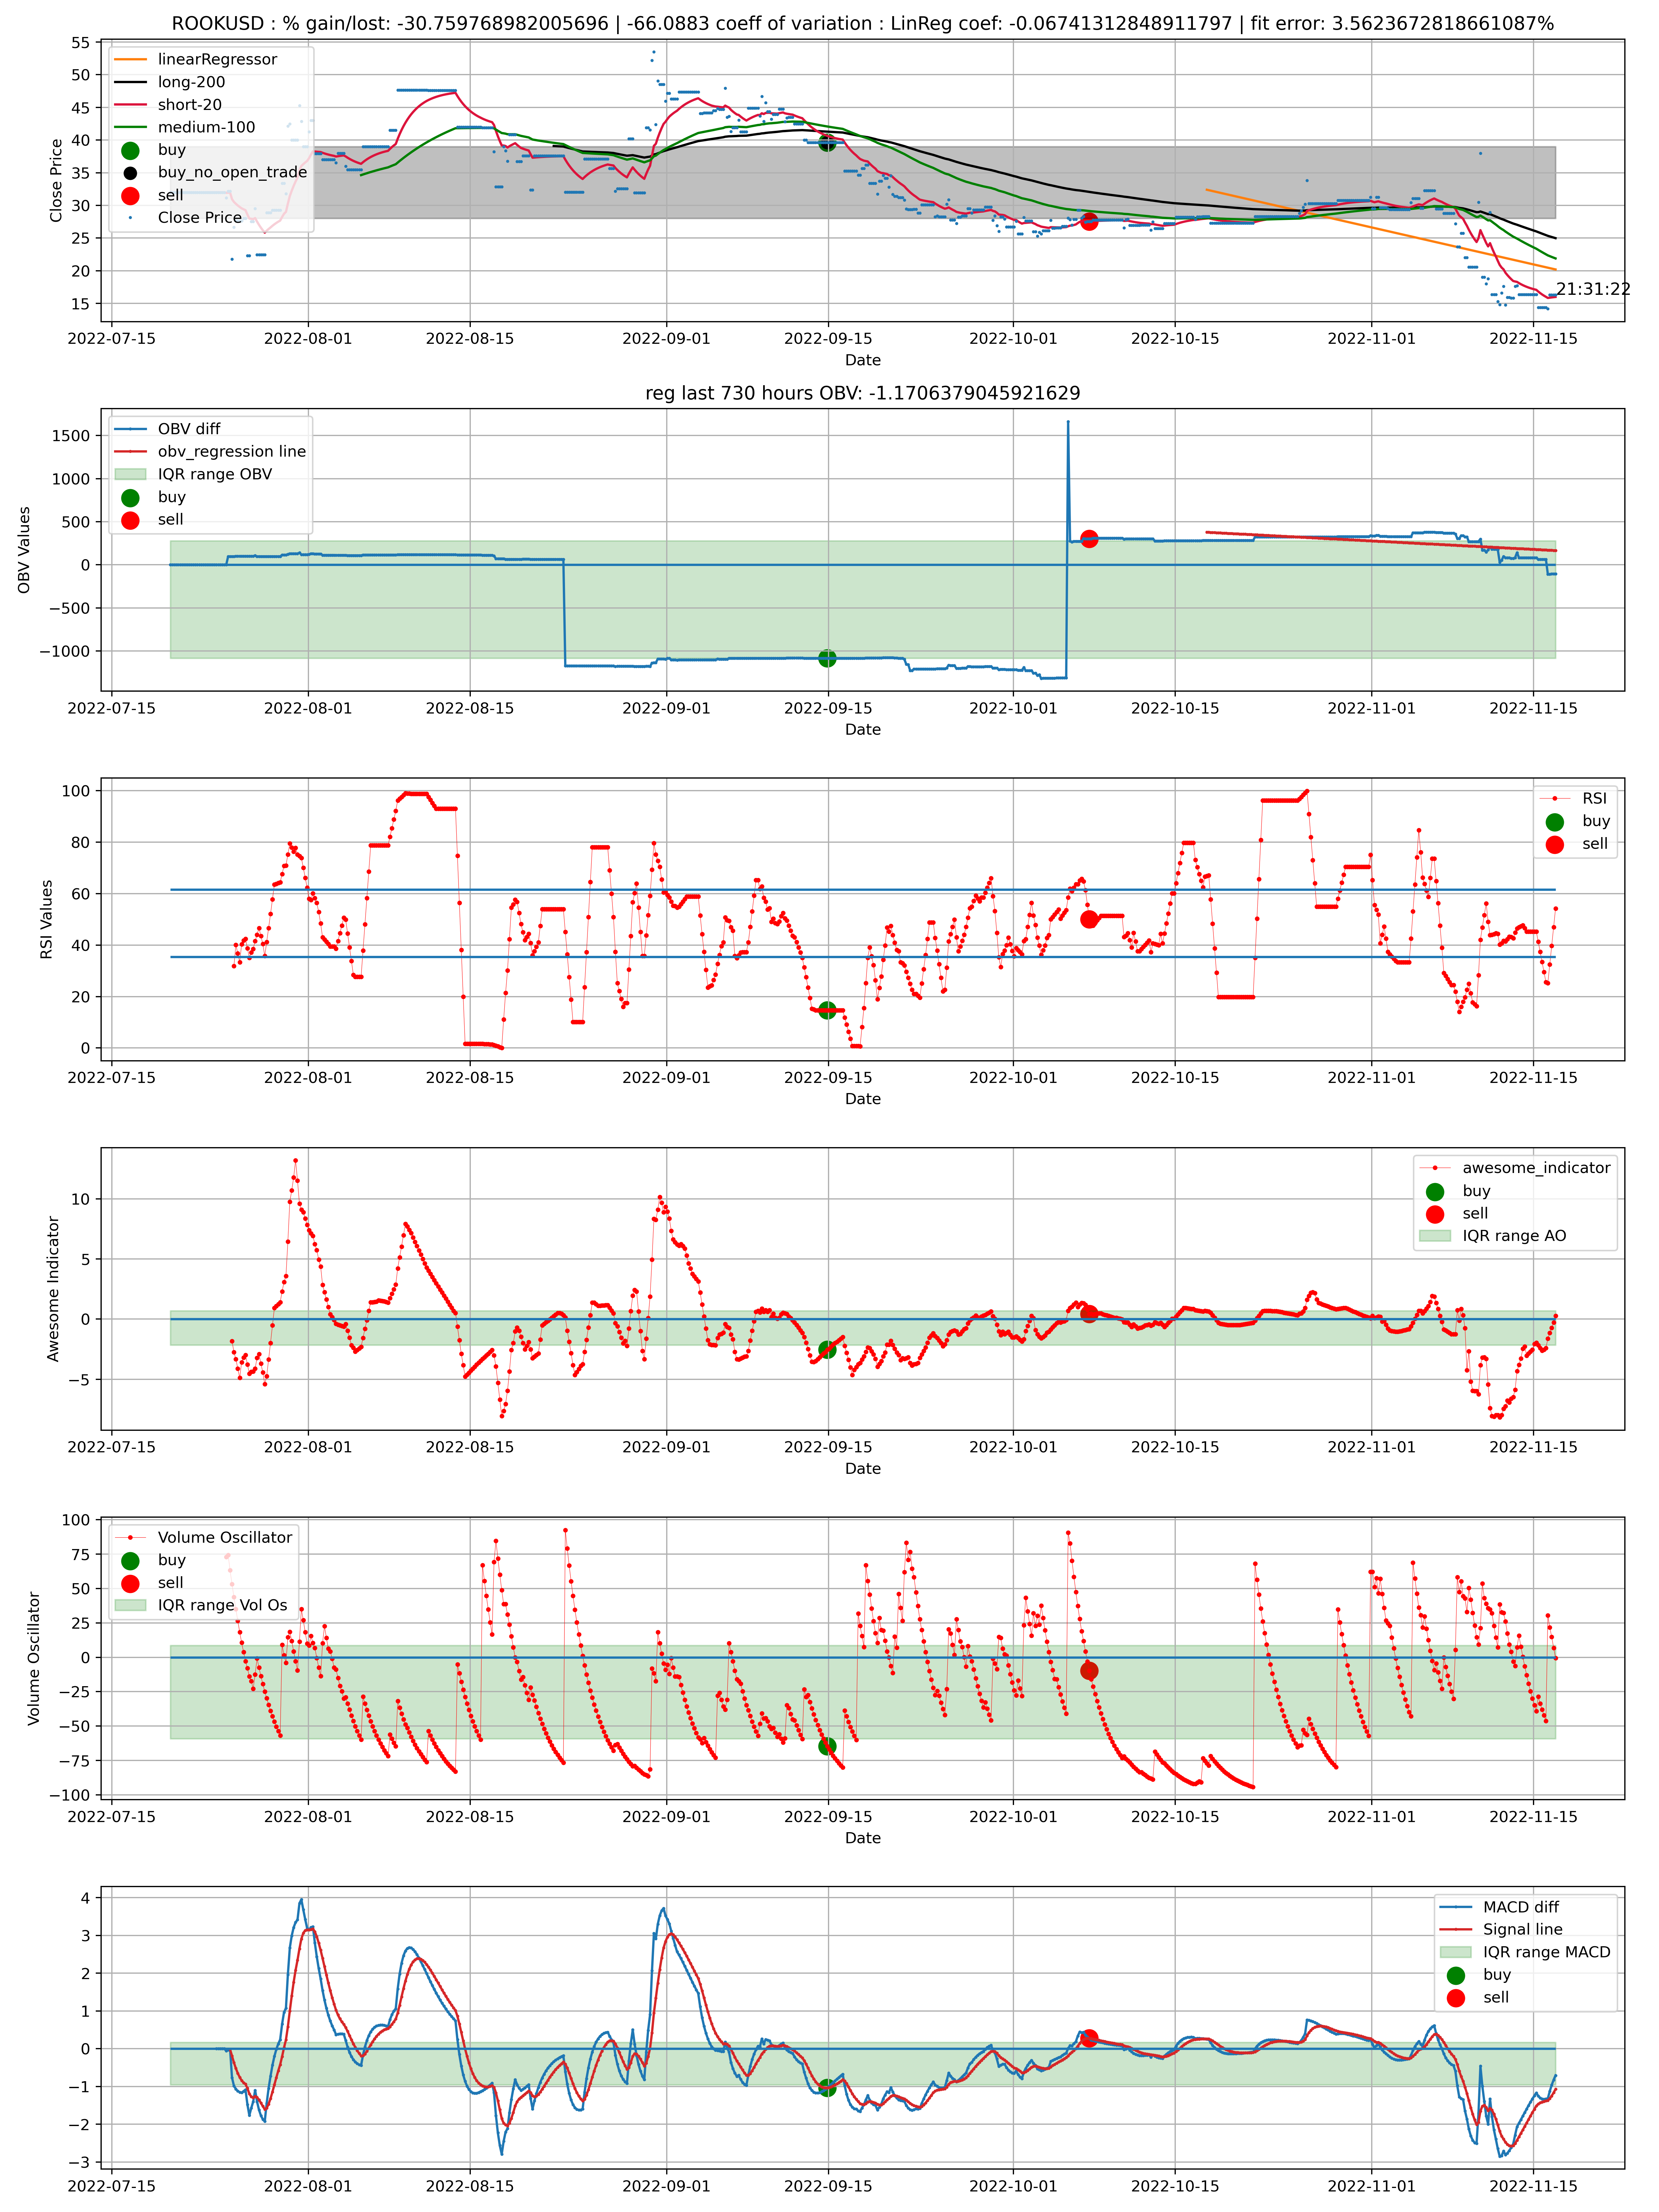 ROOKUSD : % gain/lost: -30.759768982005696 | -66.0883 coeff of variation : LinReg coef: -0.06741312848911797 | fit error: 3.5623672818661087%
55
50
45
40
35
30
25
20
15
Close Price
linearRegressor
long-200
short-20
medium-100
buy
buy_no_open_trade
sell
Close Price
21:31:22
2022-07-15 2022-08-01 2022-08-15 2022-09-01 2022-09-15 2022-10-01 2022-10-15 2022-11-01 2022-11-15
Date
reg last 730 hours OBV: -1.1706379045921629
1500
1000
500
0
−500
−1000
OBV Values
OBV diff
obv_regression line
IQR range OBV
buy
sell
2022-07-15 2022-08-01 2022-08-15 2022-09-01 2022-09-15 2022-10-01 2022-10-15 2022-11-01 2022-11-15
Date
100
80
60
40
20
0
RSI Values
RSI
buy
sell
2022-07-15 2022-08-01 2022-08-15 2022-09-01 2022-09-15 2022-10-01 2022-10-15 2022-11-01 2022-11-15
Date
10
5
0
−5
Awesome Indicator
awesome_indicator
buy
sell
IQR range AO
2022-07-15 2022-08-01 2022-08-15 2022-09-01 2022-09-15 2022-10-01 2022-10-15 2022-11-01 2022-11-15
Date
100
75
50
25
0
−25
−50
−75
−100
Volume Oscillator
Volume Oscillator
buy
sell
IQR range Vol Os
2022-07-15 2022-08-01 2022-08-15 2022-09-01 2022-09-15 2022-10-01 2022-10-15 2022-11-01 2022-11-15
Date
4
3
2
1
0
−1
−2
−3
MACD diff
Signal line
IQR range MACD
buy
sell
2022-07-15 2022-08-01 2022-08-15 2022-09-01 2022-09-15 2022-10-01 2022-10-15 2022-11-01 2022-11-15